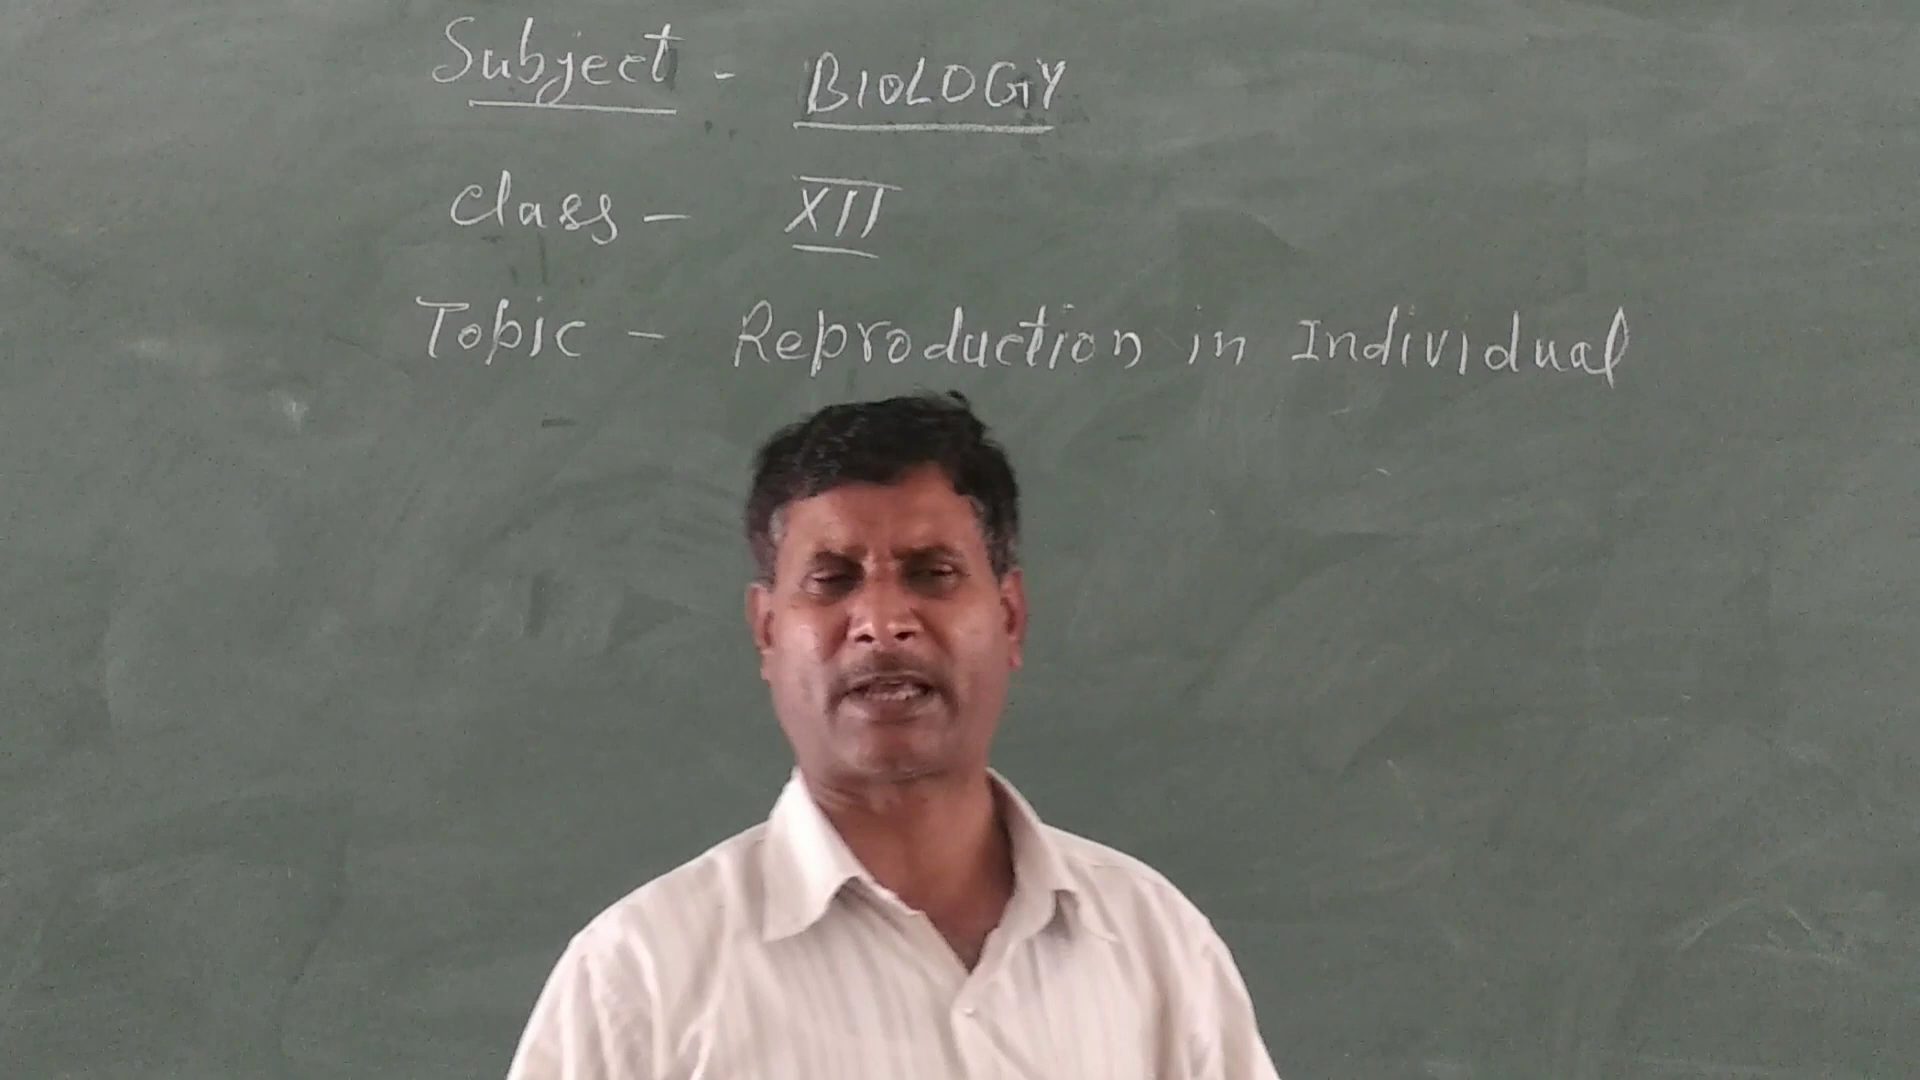 Subject - BIOLOGY
class - XII
Topic - Reproduction in Individual